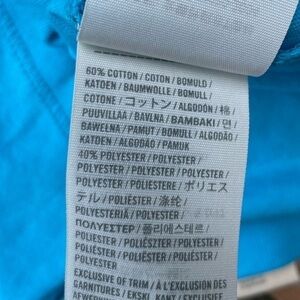 60% COTTON / COTON / BOMULD /
KATOEN / BAUMWOLLE / BOMULL /
COTONE / コットン / ALGODÓN / 棉 /
PUUVILLAA / BAVLNA / BAMBAKI / 면 /
BAWEŁNA / PAMUT / BOMULL / ALGODÃO /
KATOEN / ALGODÃO / PAMUK
40% POLYESTER / POLYESTER /
POLYESTER / POLYESTER / POLYESTER /
POLYESTER / POLIESTERE / ポリエス
テル / POLIÉSTER / 涤纶 /
POLYESTERIÄ / POLYESTER /
ΠΟΛΥΕΣΤΕΡ / 폴리에스테르 /
POLIESTER / POLIÉSZTER / POLYESTER /
POLIÉSTER / POLYESTER / POLIÉSTER /
POLYESTER
EXCLUSIVE OF TRIM / À L'EXCLUSION DES
GARNITURES / EKSKL. KANT / EXCLUSIEF